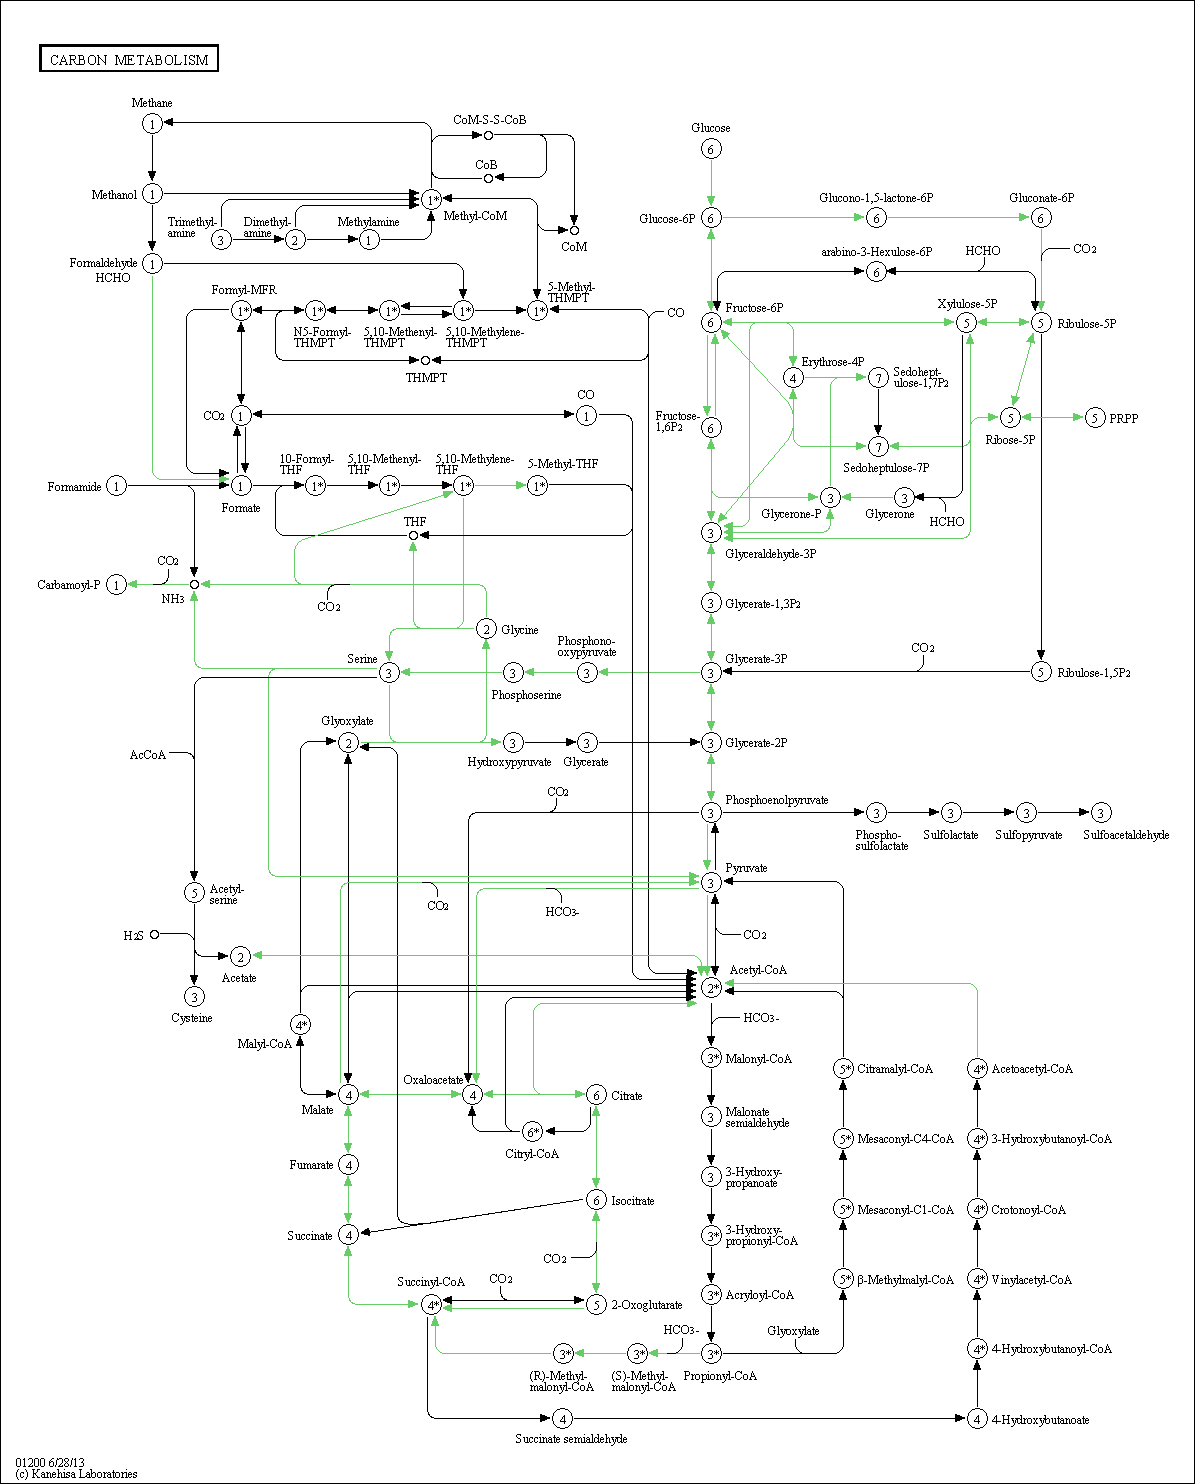 CARBON METABOLISM
Methane
1
CoM-S-S-CoB
Glucose
6
CoB
Methanol
1
1*
Methyl-CoM
Trimethyl-
amine
3
Dimethyl-
amine
2
Methylamine
1
CoM
Glucose-6P
6
Glucono-1,5-lactone-6P
6
Gluconate-6P
6
CO2
Formaldehyde
HCHO
1
arabino-3-Hexulose-6P
6
HCHO
Formyl-MFR
1*
1*
N5-Formyl-
THMPT
1*
5,10-Methenyl-
THMPT
1*
5,10-Methylene-
THMPT
5-Methyl-
THMPT
1*
CO
THMPT
Fructose-6P
6
Xylulose-5P
5
5
Ribulose-5P
Erythrose-4P
4
7
Sedohept-
ulose-1,7P2
CO2
1
CO
1
Fructose-
1,6P2
6
5
Ribose-5P
5
PRPP
7
Sedoheptulose-7P
Formamide
1
1
Formate
10-Formyl-
THF
1*
5,10-Methenyl-
THF
1*
5,10-Methylene-
THF
1*
5-Methyl-THF
1*
3
Glycerone-P
3
Glycerone
HCHO
THF
3
Glyceraldehyde-3P
Carbamoyl-P
1
CO2
NH3
CO2
3
Glycerate-1,3P2
2
Glycine
Serine
3
3
Phosphoserine
Phosphono-
oxypyruvate
3
Glycerate-3P
3
CO2
5
Ribulose-1,5P2
Glyoxylate
2
3
Hydroxypyruvate
3
Glycerate
3
Glycerate-2P
AcCoA
CO2
Phosphoenolpyruvate
3
3
Phospho-
sulfolactate
3
Sulfolactate
3
Sulfopyruvate
3
Sulfoacetaldehyde
Pyruvate
3
5
Acetyl-
serine
CO2
HCO3-
H2S
CO2
2
Acetate
Acetyl-CoA
2*
3
Cysteine
4*
Malyl-CoA
HCO3-
3*
Malonyl-CoA
5*
Citramalyl-CoA
4*
Acetoacetyl-CoA
Oxaloacetate
4
Malate
4
6
Citrate
3
Malonate
semialdehyde
6*
Citryl-CoA
5*
Mesaconyl-C4-CoA
4*
3-Hydroxybutanoyl-CoA
Fumarate
4
3
3-Hydroxy-
propanoate
6
Isocitrate
5*
Mesaconyl-C1-CoA
4*
Crotonoyl-CoA
Succinate
4
3*
3-Hydroxy-
propionyl-CoA
CO2
5*
β-Methylmalyl-CoA
4*
Vinylacetyl-CoA
Succinyl-CoA
4*
CO2
5
2-Oxoglutarate
3*
Acryloyl-CoA
HCO3-
Glyoxylate
3*
(R)-Methyl-
malonyl-CoA
3*
(S)-Methyl-
malonyl-CoA
3*
Propionyl-CoA
4*
4-Hydroxybutanoyl-CoA
4
Succinate semialdehyde
4
4-Hydroxybutanoate
01200 6/28/13
(c) Kanehisa Laboratories